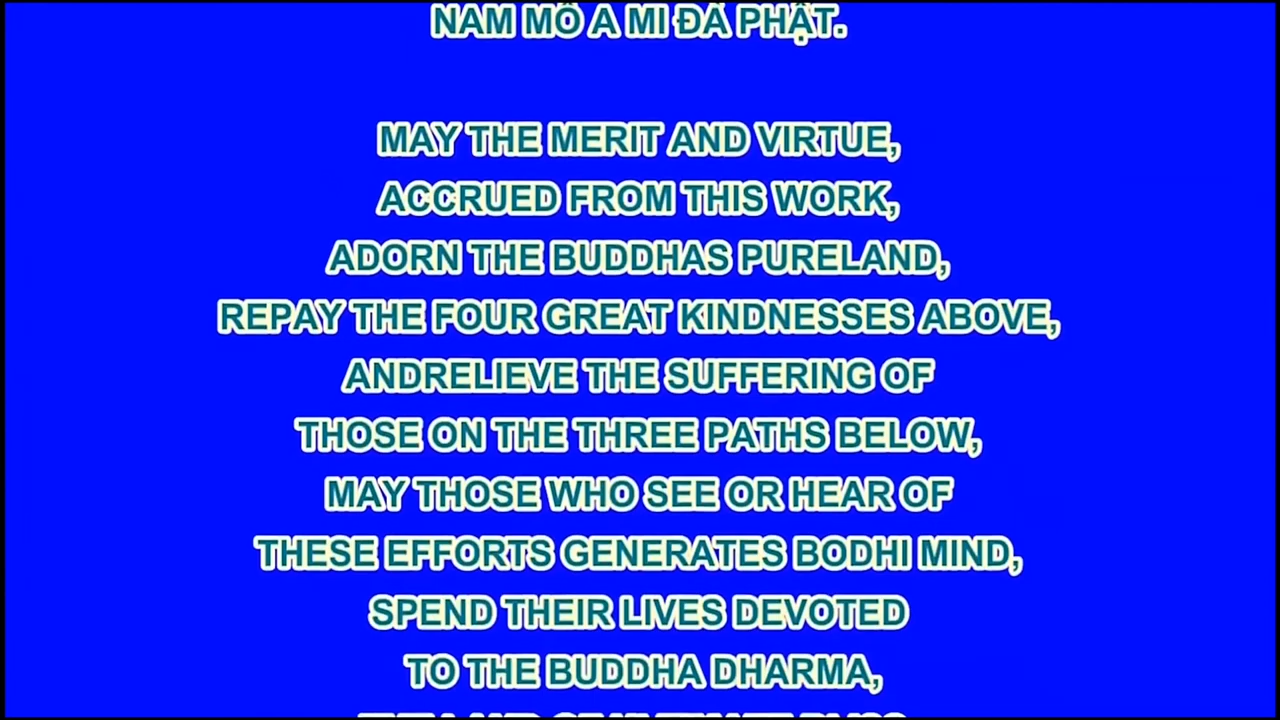 NAM MÔ A MI ĐÀ PHẬT.
MAY THE MERIT AND VIRTUE,
ACCRUED FROM THIS WORK,
ADORN THE BUDDHAS PURELAND,
REPAY THE FOUR GREAT KINDNESSES ABOVE,
ANDRELIEVE THE SUFFERING OF
THOSE ON THE THREE PATHS BELOW,
MAY THOSE WHO SEE OR HEAR OF
THESE EFFORTS GENERATES BODHI MIND,
SPEND THEIR LIVES DEVOTED
TO THE BUDDHA DHARMA,